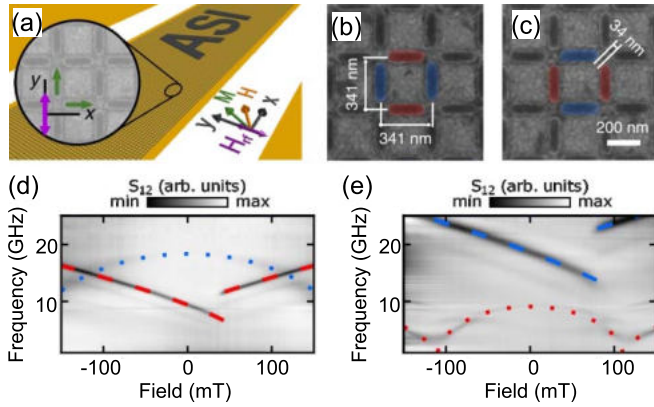 (a)
ASI
y
x
y
M
H
x
H_rf
(b)
341 nm
341 nm
(c)
34 nm
200 nm
(d)
S12 (arb. units)
min max
Frequency (GHz)
20
10
-100 0 100
Field (mT)
(e)
S12 (arb. units)
min max
Frequency (GHz)
20
10
-100 0 100
Field (mT)